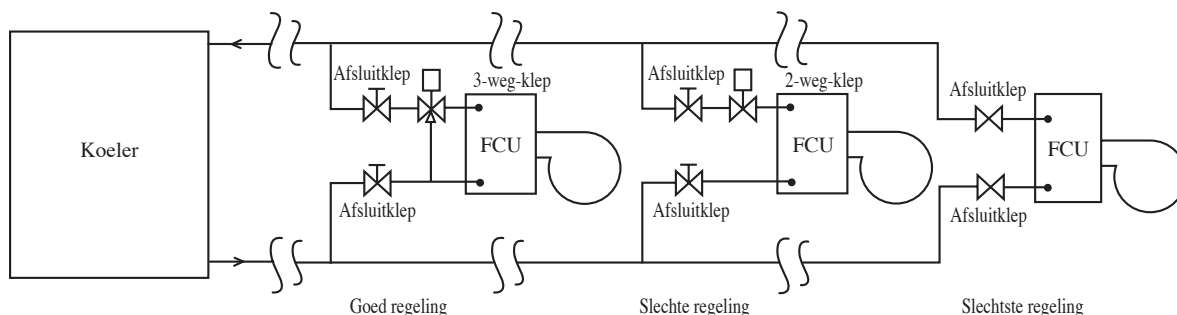 Afsluitklep
3-weg-klep
Afsluitklep
2-weg-klep
Afsluitklep
Koeler
FCU
FCU
FCU
Afsluitklep
Afsluitklep
Afsluitklep
Goed regeling
Slechte regeling
Slechtste regeling